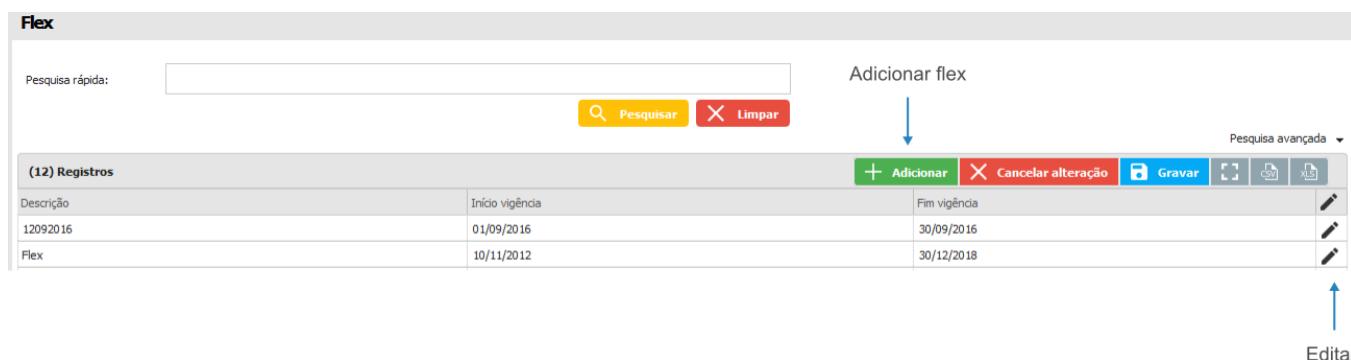 Flex
Pesquisa rápida:
Adicionar flex
Pesquisar Limpar
Pesquisa avançada
(12) Registros Adicionar Cancelar alteração Gravar CSV XLS
Descrição Início vigência Fim vigência
12092016 01/09/2016 30/09/2016
Flex 10/11/2012 30/12/2018
Edita